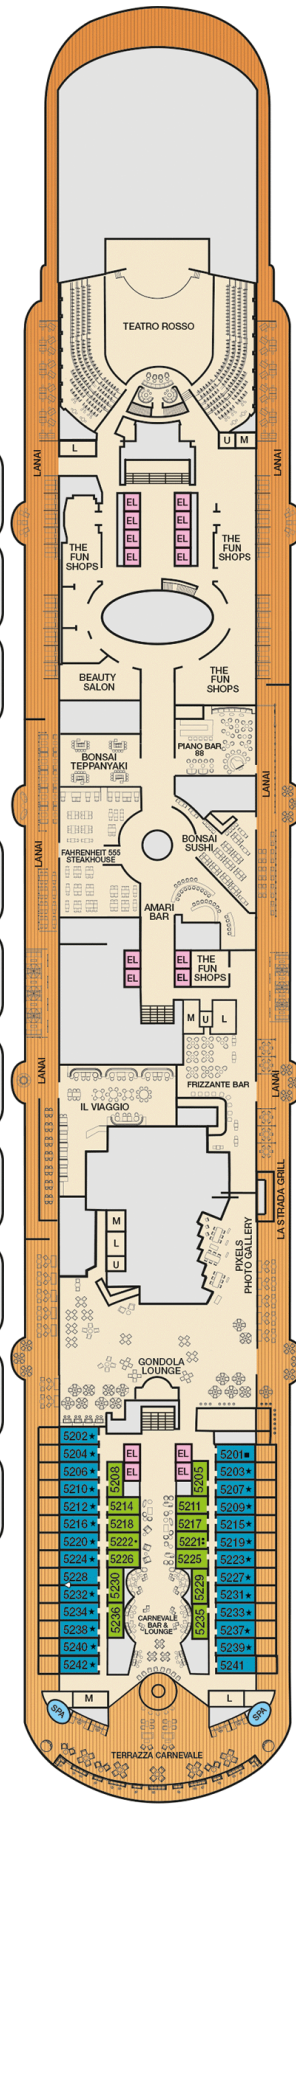 TEATRO ROSSO
L
U M
LANAI
LANAI
EL EL
EL EL
EL EL
EL EL
THE
FUN
SHOPS
THE
FUN
SHOPS
BEAUTY
SALON
THE
FUN
SHOPS
PIANO BAR
88
BONSAI
TEPPANYAKI
LANAI
LANAI
BONSAI
SUSHI
FAHRENHEIT 555
STEAKHOUSE
AMARI
BAR
EL EL
EL EL
THE
FUN
SHOPS
M U L
LANAI
LANAI
FRIZZANTE BAR
IL VIAGGIO
LA STRADA GRILL
M
L
U
PIXELS
PHOTO GALLERY
GONDOLA
LOUNGE
5202★
5204★ EL EL 5201■
5206★ 5208 EL EL 5205 5203★
5210★ 5207★
5212★ 5214 5211 5209★
5216★ 5218 5217 5215★
5220★ 5222• 5221 5219★
5224★ 5226 5225 5223★
5228 5230 5229 5227★
5232★ 5231★
5234★ 5236 5235 5233★
5238★ 5237★
CARNEVALE
BAR &
LOUNGE
5240★ 5239★
5242★ 5241
M L
SPA SPA
TERRAZZA CARNEVALE